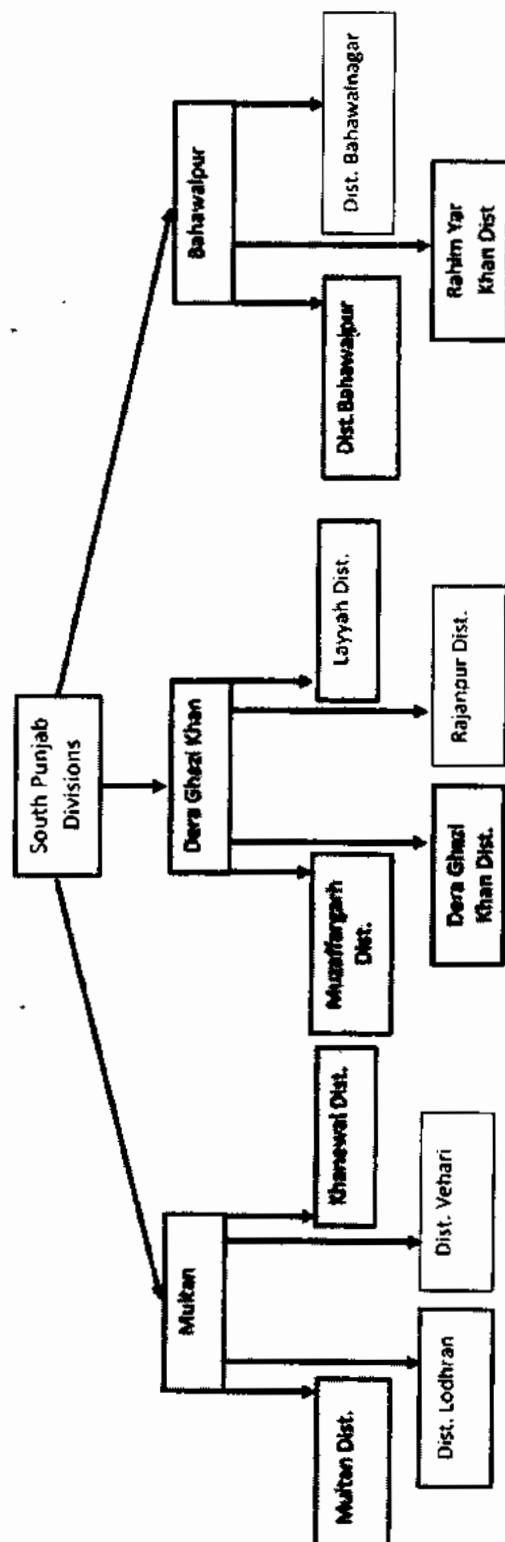 South Punjab
Divisions
Multan
Dera Ghazi Khan
Bahawalpur
Multan Dist.
Khanewal Dist.
Muzaffargarh
Dist.
Layyah Dist.
Dist.Bahawalpur
Dist. Bahawalnagar
Dist. Lodhran
Dist. Vehari
Dera Ghazi
Khan Dist.
Rajanpur Dist.
Rahim Yar
Khan Dist